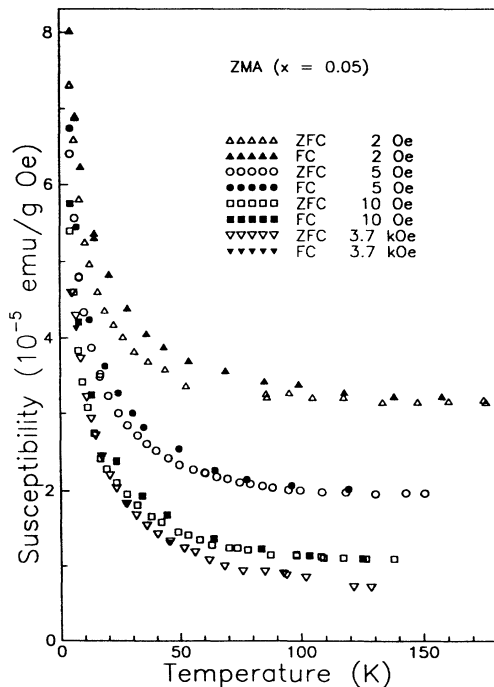 8
ZMA (x = 0.05)
ZFC 2 Oe
FC 2 Oe
ZFC 5 Oe
FC 5 Oe
ZFC 10 Oe
FC 10 Oe
ZFC 3.7 kOe
FC 3.7 kOe
6
4
2
0
Susceptibility (10⁻⁵ emu/g Oe)
0 50 100 150
Temperature (K)